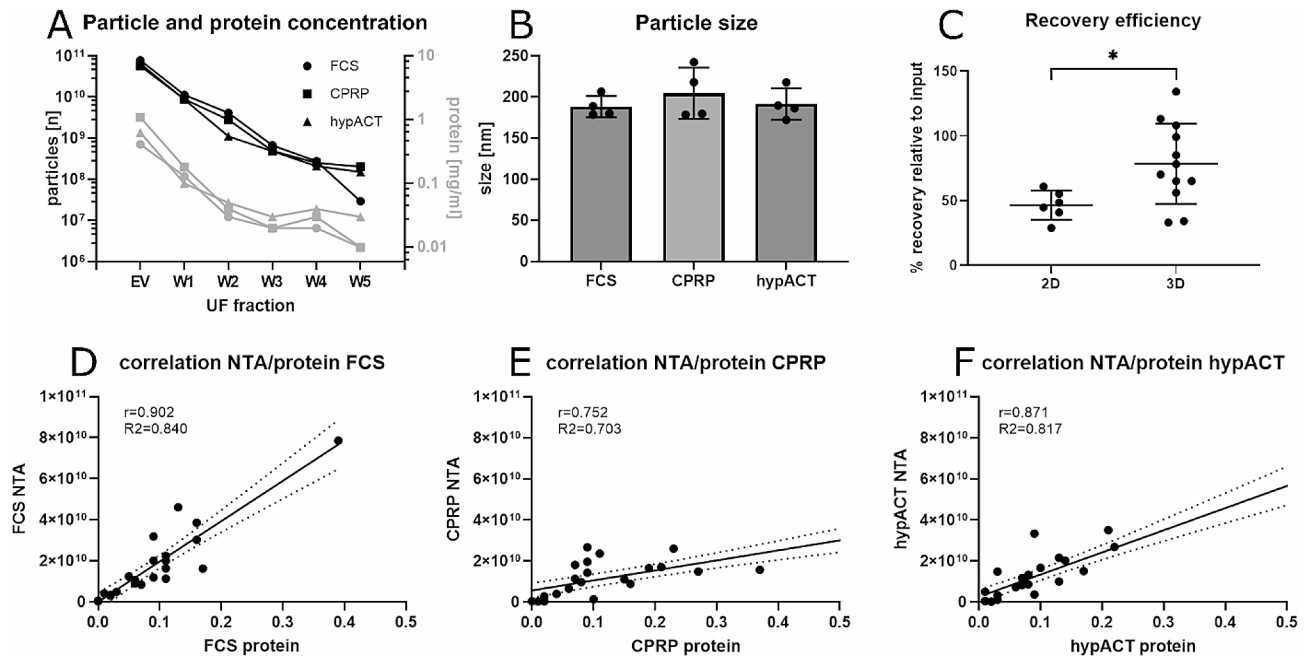 A Particle and protein concentration
10¹¹
10¹⁰
10⁹
10⁸
10⁷
10⁶
particles [n]
FCS
CPRP
hypACT
10
1
0.1
0.01
protein [mg/ml]
EV W1 W2 W3 W4 W5
UF fraction
B Particle size
250
200
150
100
50
0
size [nm]
FCS CPRP hypACT
C Recovery efficiency
*
150
100
50
0
% recovery relative to input
2D 3D
D correlation NTA/protein FCS
r=0.902
R2=0.840
1×10¹¹
8×10¹⁰
6×10¹⁰
4×10¹⁰
2×10¹⁰
0
FCS NTA
0.0 0.1 0.2 0.3 0.4 0.5
FCS protein
E correlation NTA/protein CPRP
r=0.752
R2=0.703
1×10¹¹
8×10¹⁰
6×10¹⁰
4×10¹⁰
2×10¹⁰
0
CPRP NTA
0.0 0.1 0.2 0.3 0.4 0.5
CPRP protein
F correlation NTA/protein hypACT
r=0.871
R2=0.817
1×10¹¹
8×10¹⁰
6×10¹⁰
4×10¹⁰
2×10¹⁰
0
hypACT NTA
0.0 0.1 0.2 0.3 0.4 0.5
hypACT protein